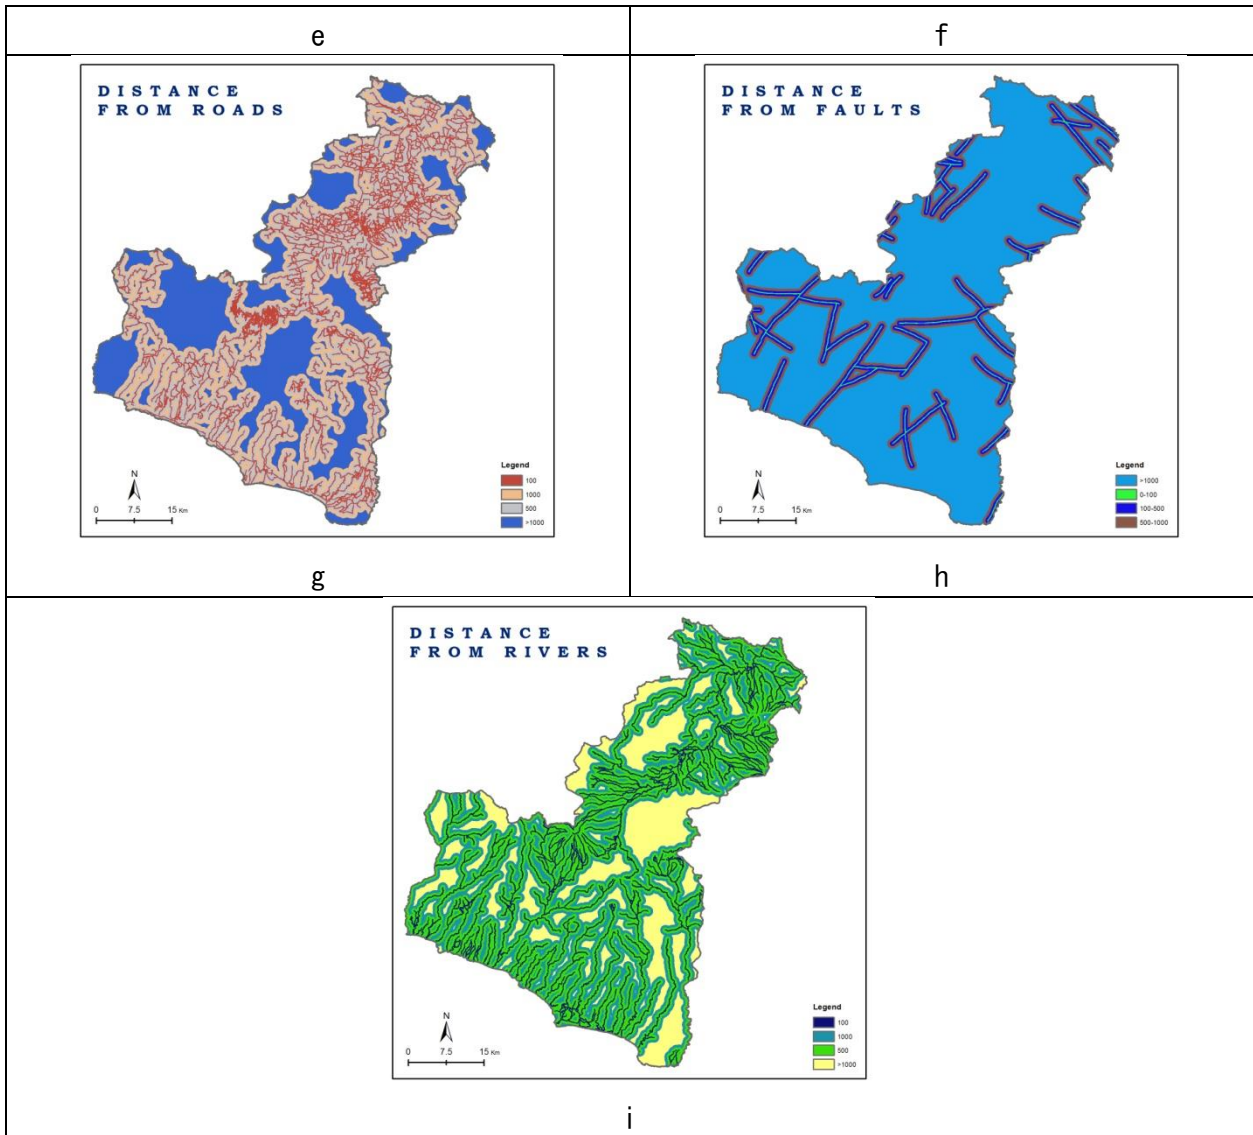 e
f
DISTANCE
FROM ROADS
N
0 7.5 15 Km
Legend
100
1000
500
>1000
g
DISTANCE
FROM FAULTS
N
0 7.5 15 Km
Legend
>1000
0-100
100-500
500-1000
h
DISTANCE
FROM RIVERS
N
0 7.5 15 Km
Legend
100
1000
500
>1000
i